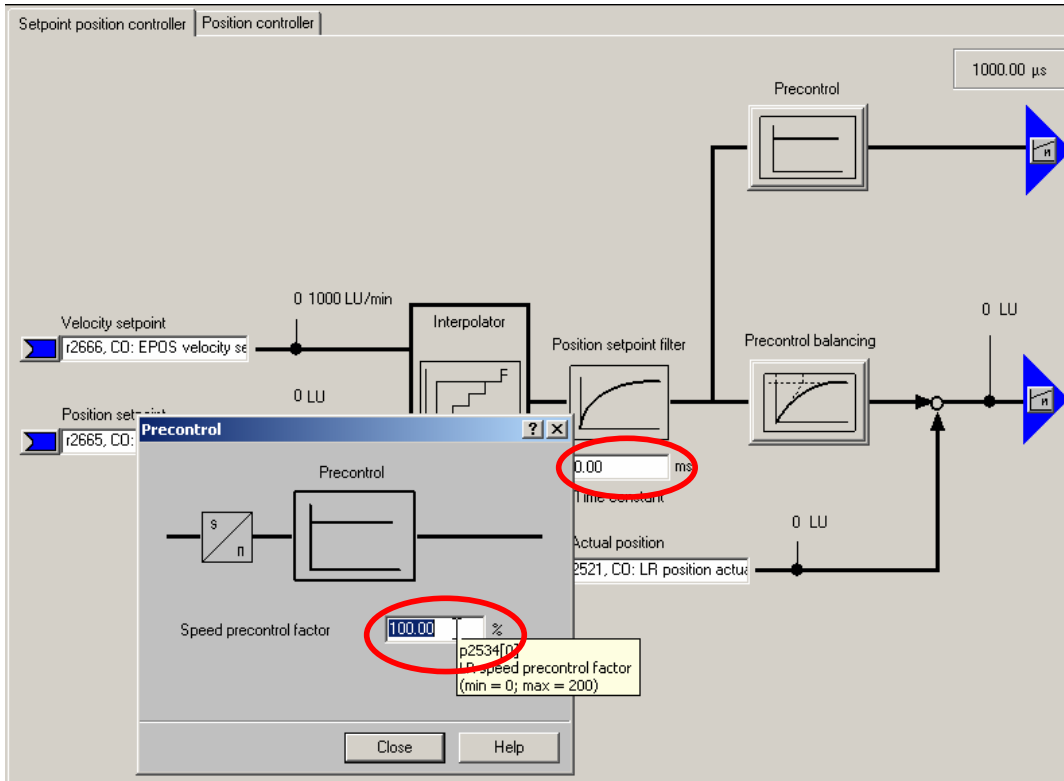 Setpoint position controller
Position controller
1000.00 µs
Precontrol
0 1000 LU/min
0 LU
Velocity setpoint
Interpolator
Position setpoint filter
Precontrol balancing
r2666, CO: EPOS velocity se
0 LU
Position
r2665, CO:
Precontrol
0.00 ms
Time constant
Precontrol
0 LU
Actual position
2521, CO: LR position actua
S
n
Speed precontrol factor
100.00 %
p2534[0]
LR speed precontrol factor
(min = 0; max = 200)
Close
Help